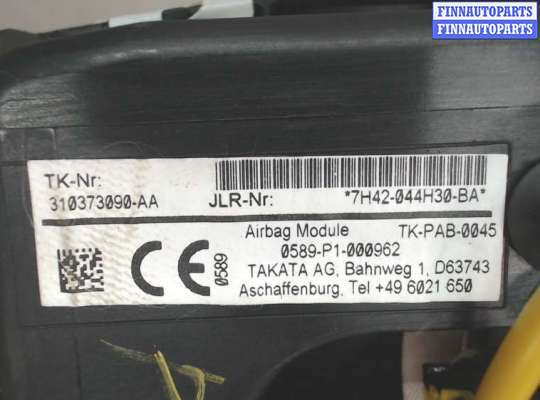 FINNAUTOPARTS
FINNAUTOPARTS
TK-Nr:
310373090-AA JLR-Nr: *7H42-044H30-BA*
Airbag Module TK-PAB-0045
0589-P1-000962
TAKATA AG, Bahnweg 1, D63743
Aschaffenburg, Tel +49 6021 650
CE 0589